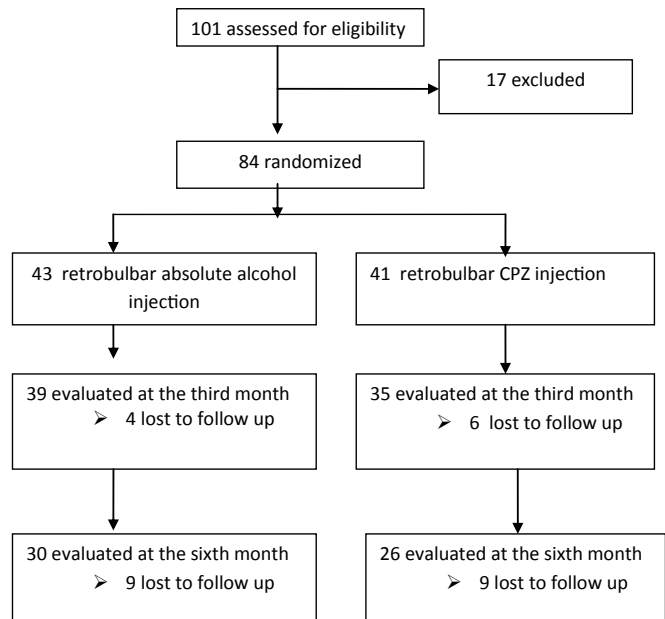 101 assessed for eligibility
17 excluded
84 randomized
43 retrobulbar absolute alcohol
injection
41 retrobulbar CPZ injection
39 evaluated at the third month
➢ 4 lost to follow up
35 evaluated at the third month
➢ 6 lost to follow up
30 evaluated at the sixth month
➢ 9 lost to follow up
26 evaluated at the sixth month
➢ 9 lost to follow up